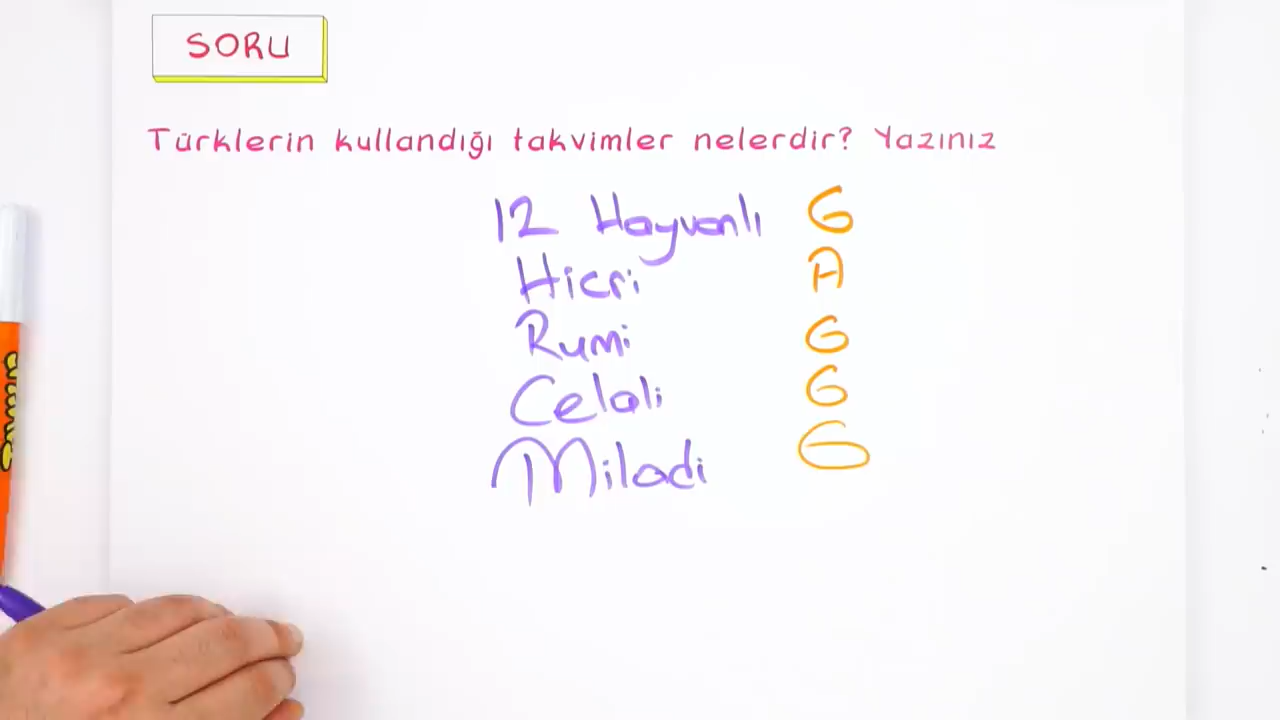 SORU
Türklerin kullandığı takvimler nelerdir? Yazınız
12 Hayvanlı G
Hicri A
Rumi G
Celali G
Miladi G